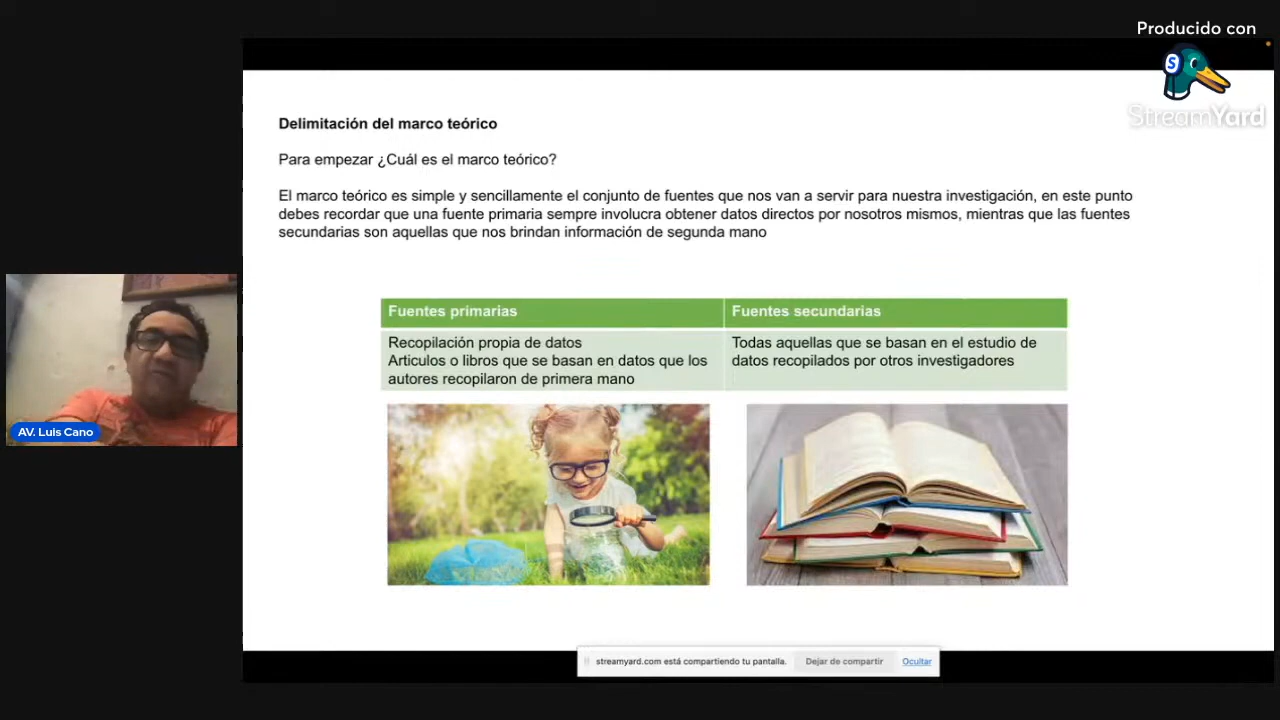 Producido con
S
StreamYard
Delimitación del marco teórico
Para empezar ¿Cuál es el marco teórico?
El marco teórico es simple y sencillamente el conjunto de fuentes que nos van a servir para nuestra investigación, en este punto
debes recordar que una fuente primaria sempre involucra obtener datos directos por nosotros mismos, mientras que las fuentes
secundarias son aquellas que nos brindan información de segunda mano
Fuentes primarias
Fuentes secundarias
Recopilación propia de datos
Articulos o libros que se basan en datos que los
autores recopilaron de primera mano
Todas aquellas que se basan en el estudio de
datos recopilados por otros investigadores
AV. Luis Cano
streamyard.com está compartiendo tu pantalla.
Dejar de compartir
Ocultar